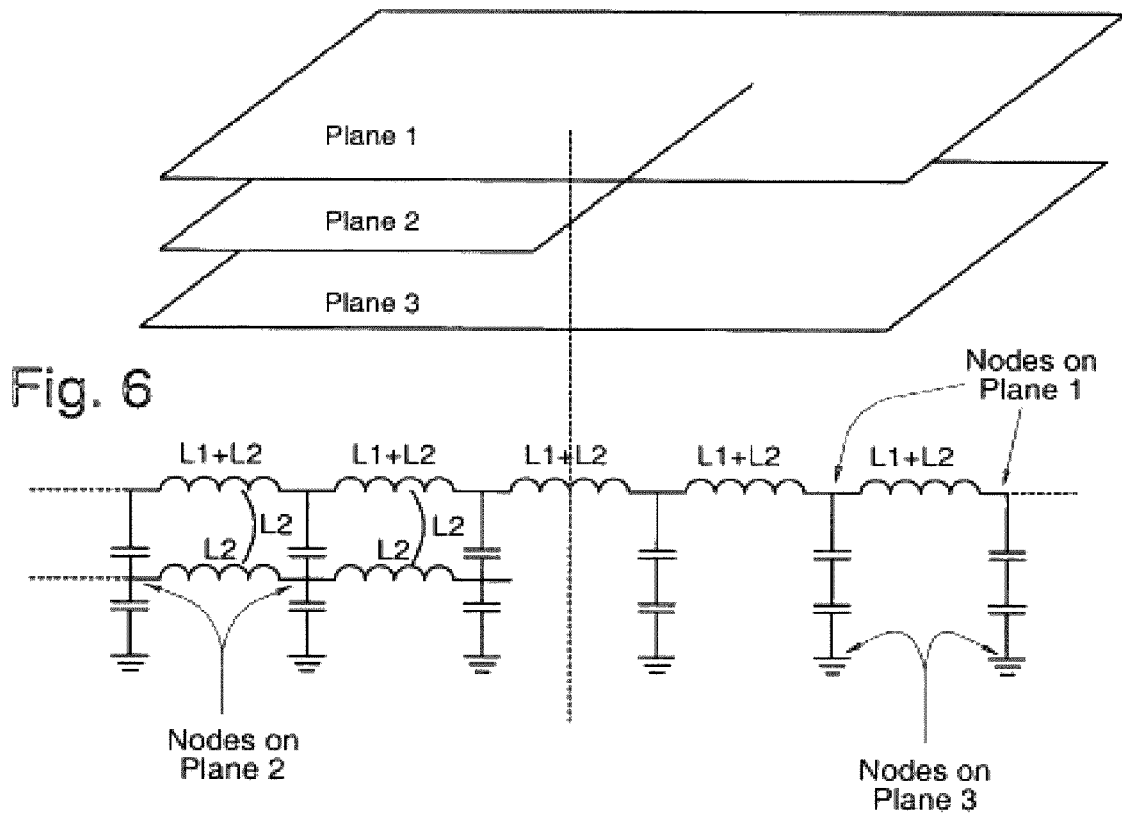 Plane 1
Plane 2
Plane 3
Fig. 6
Nodes on
Plane 1
L1+L2 L1+L2 L1+L2 L1+L2 L1+L2
L2 L2
L2 L2
Nodes on
Plane 2
Nodes on
Plane 3